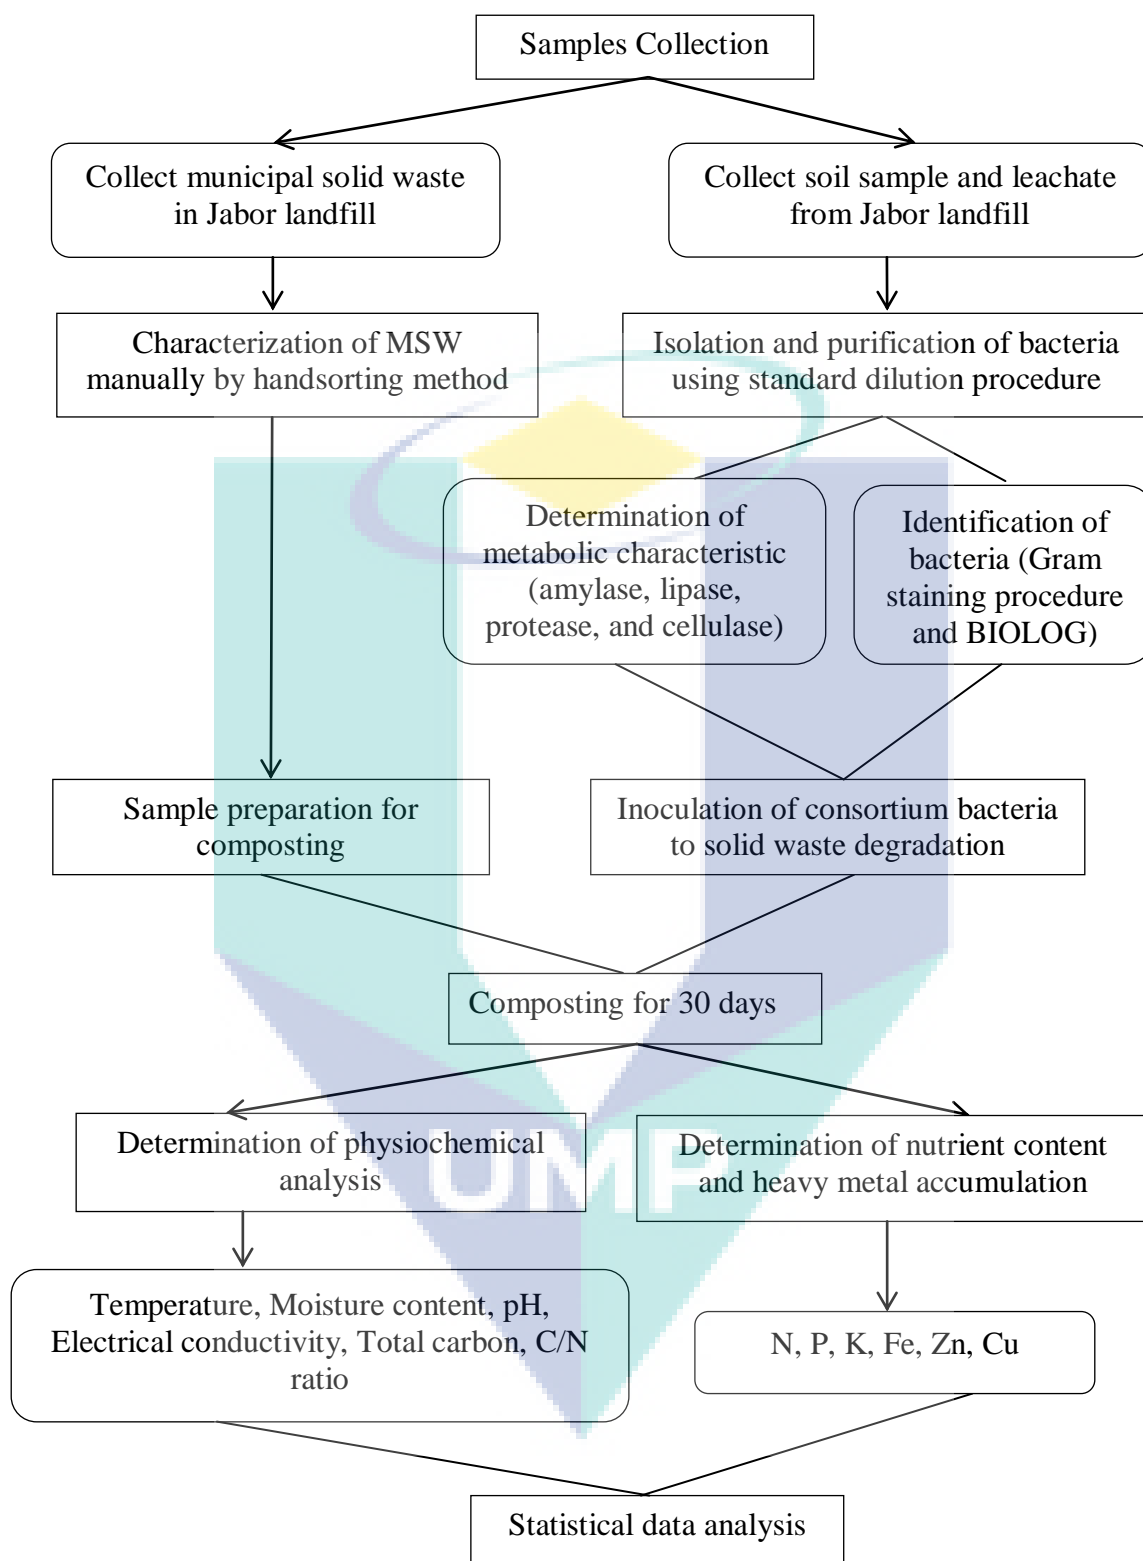 Samples Collection
Collect municipal solid waste
in Jabor landfill
Collect soil sample and leachate
from Jabor landfill
Characterization of MSW
manually by handsorting method
Isolation and purification of bacteria
using standard dilution procedure
Determination of
metabolic characteristic
(amylase, lipase,
protease, and cellulase)
Identification of
bacteria (Gram
staining procedure
and BIOLOG)
Sample preparation for
composting
Inoculation of consortium bacteria
to solid waste degradation
Composting for 30 days
Determination of physiochemical
analysis
Determination of nutrient content
and heavy metal accumulation
UMP
Temperature, Moisture content, pH,
Electrical conductivity, Total carbon, C/N
ratio
N, P, K, Fe, Zn, Cu
Statistical data analysis